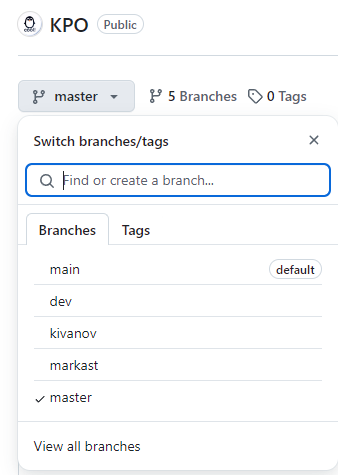 KPO Public
master 5 Branches 0 Tags
Switch branches/tags
Find or create a branch...
Branches Tags
main default
dev
kivanov
markast
master
View all branches